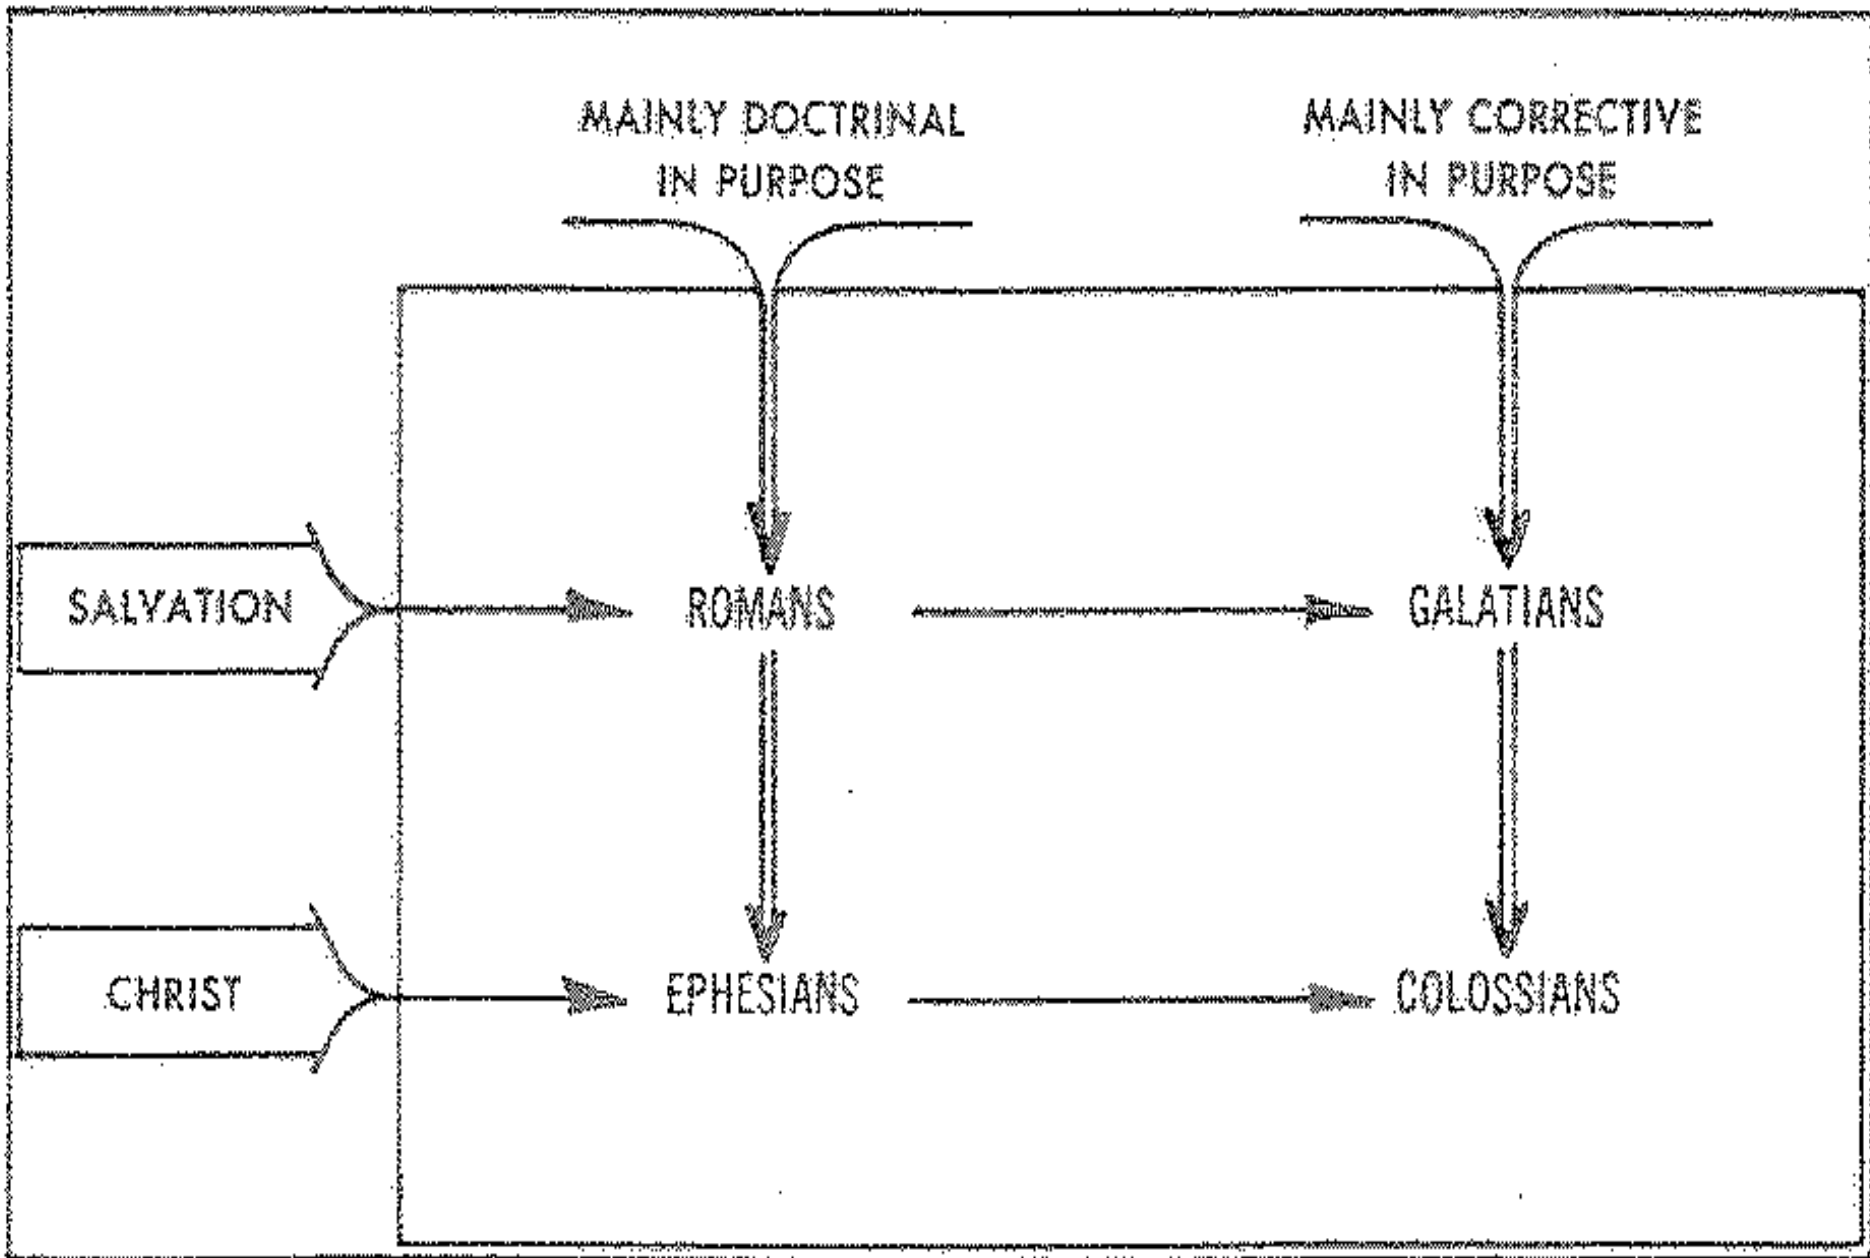 MAINLY DOCTRINAL
IN PURPOSE
MAINLY CORRECTIVE
IN PURPOSE
SALVATION
ROMANS
GALATIANS
CHRIST
EPHESIANS
COLOSSIANS